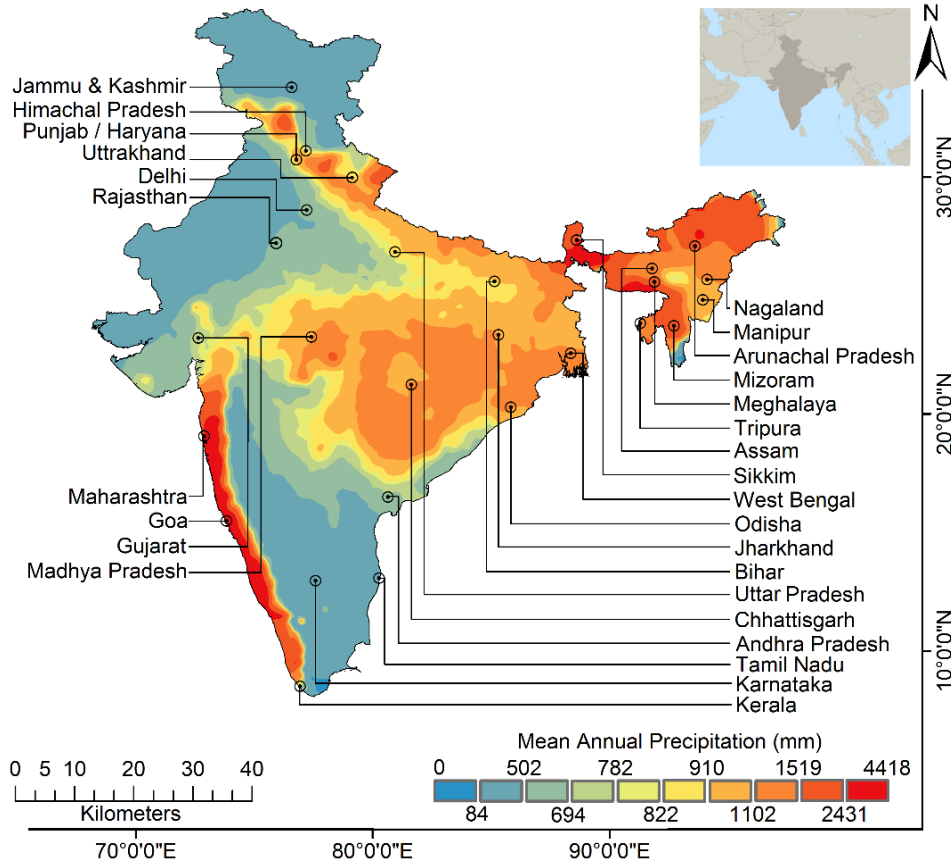 N
Jammu & Kashmir
Himachal Pradesh
Punjab / Haryana
Uttrakhand
Delhi
Rajasthan
30°0'0"N
Nagaland
Manipur
Arunachal Pradesh
Mizoram
Meghalaya
20°0'0"N
Tripura
Assam
Sikkim
Maharashtra
West Bengal
Goa
Odisha
Gujarat
Jharkhand
Madhya Pradesh
Bihar
Uttar Pradesh
Chhattisgarh
Andhra Pradesh
10°0'0"N
Tamil Nadu
Karnataka
Kerala
Mean Annual Precipitation (mm)
0 502 782 910 1519 4418
84 694 822 1102 2431
0 5 10 20 30 40
Kilometers
70°0'0"E 80°0'0"E 90°0'0"E